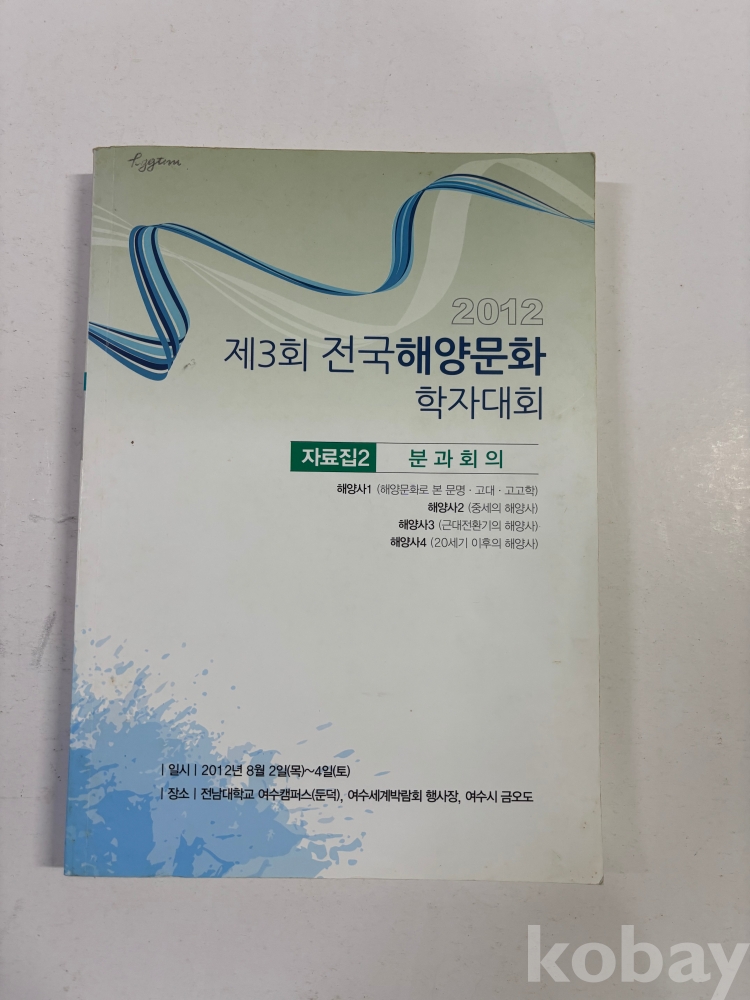 2012
제3회 전국해양문화
학자대회
자료집2 분과회의
해양사1 (해양문화로 본 문명 · 고대 · 고고학)
해양사2 (중세의 해양사)
해양사3 (근대전환기의 해양사)
해양사4 (20세기 이후의 해양사)
| 일시 | 2012년 8월 2일(목)~4일(토)
| 장소 | 전남대학교 여수캠퍼스(둔덕), 여수세계박람회 행사장, 여수시 금오도
kobay